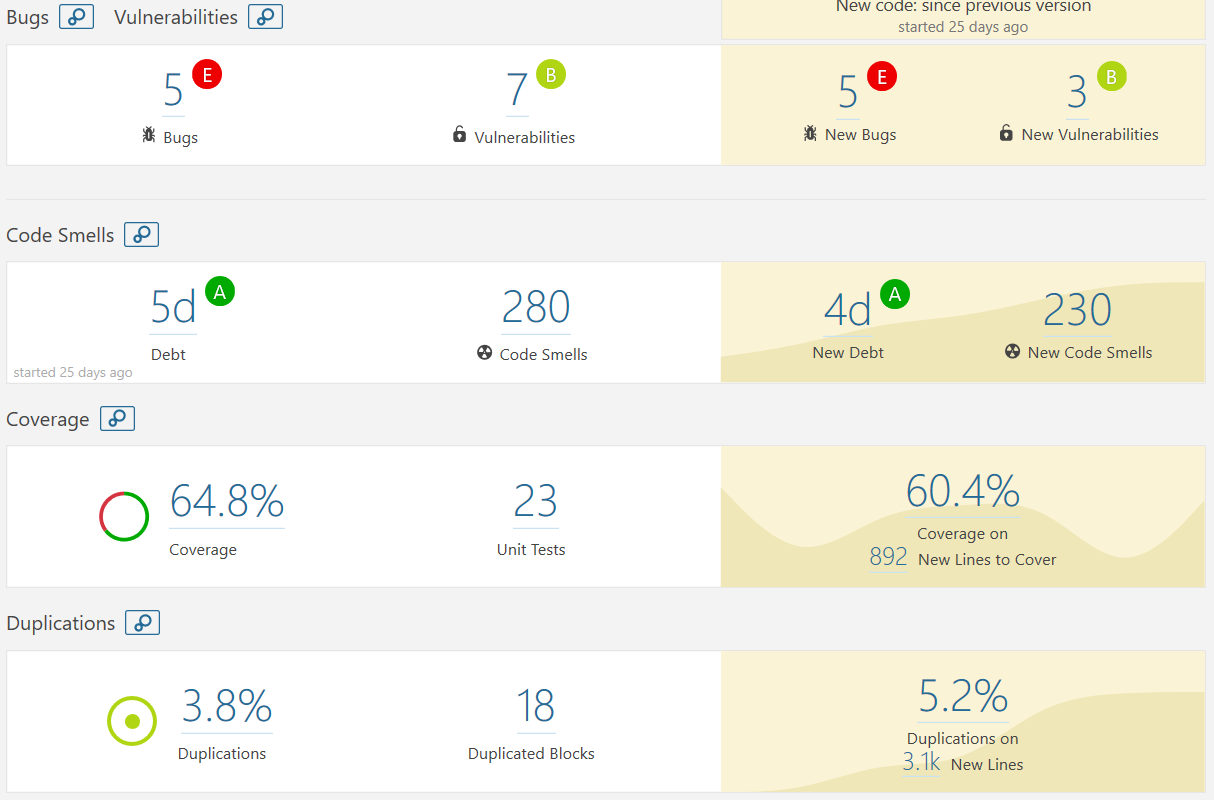 Bugs Vulnerabilities
New code: since previous version
started 25 days ago
5 E
Bugs
7 B
Vulnerabilities
5 E
New Bugs
3 B
New Vulnerabilities
Code Smells
5d A
Debt
280
Code Smells
started 25 days ago
4d A
New Debt
230
New Code Smells
Coverage
64.8%
Coverage
23
Unit Tests
60.4%
Coverage on
892 New Lines to Cover
Duplications
3.8%
Duplications
18
Duplicated Blocks
5.2%
Duplications on
3.1k New Lines